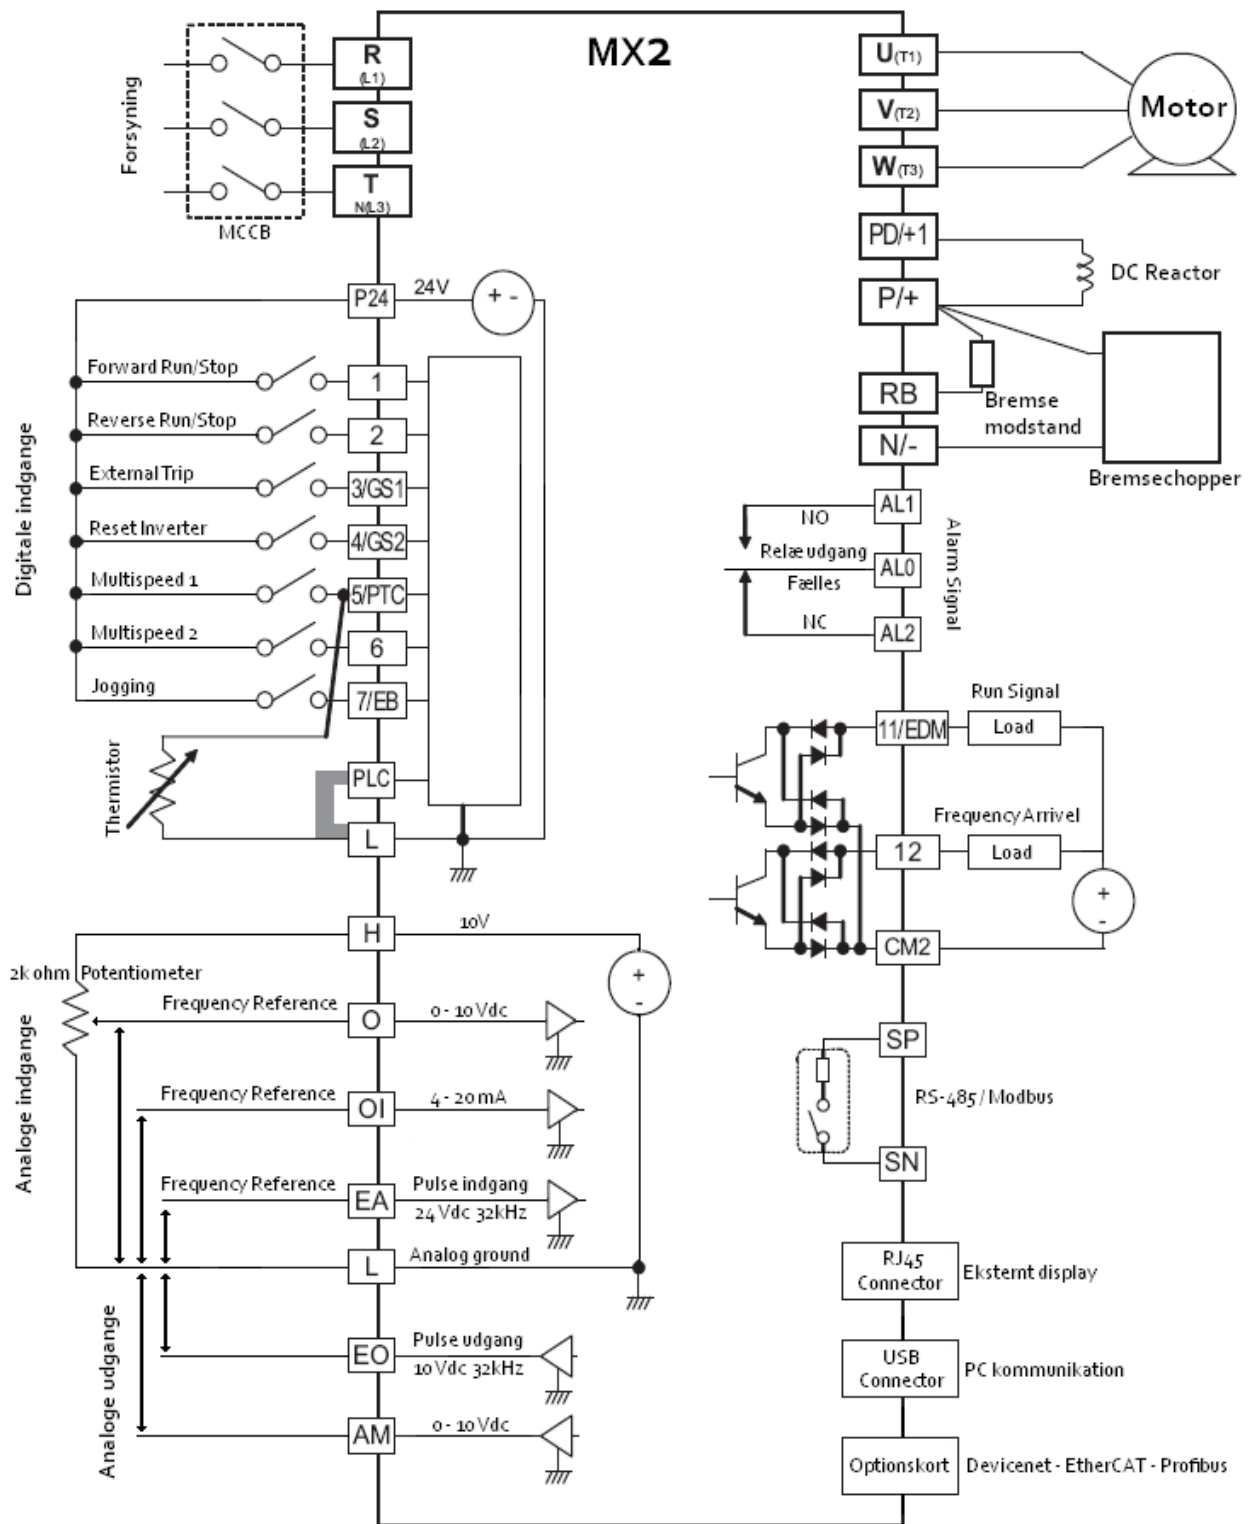 MX2
Forsyning
R
(L1)
S
(L2)
T
N(L3)
MCCB
U(T1)
V(T2)
W(T3)
Motor
PD/+1
P/+
DC Reactor
RB
N/-
Bremse
modstand
Bremsechopper
P24
24V
+ -
Digitale indgange
Forward Run/Stop
1
Reverse Run/Stop
2
External Trip
3/GS1
Reset Inverter
4/GS2
Multispeed 1
5/PTC
Multispeed 2
6
Jogging
7/EB
Thermistor
PLC
L
AL1
NO
Relæ udgang
AL0
Fælles
NC
AL2
Alarm Signal
11/EDM
Run Signal
Load
Frequency Arrivel
12
Load
+
-
CM2
H
10V
+
-
2k ohm Potentiometer
Analoge indgange
Frequency Reference
O
0 - 10 Vdc
Frequency Reference
OI
4 - 20 mA
Frequency Reference
EA
Pulse indgang
24 Vdc 32kHz
L
Analog ground
Analoge udgange
EO
Pulse udgang
10 Vdc 32kHz
AM
0 - 10 Vdc
SP
RS-485 / Modbus
SN
RJ45
Connector
Eksternt display
USB
Connector
PC kommunikation
Optionskort
Devicenet - EtherCAT - Profibus